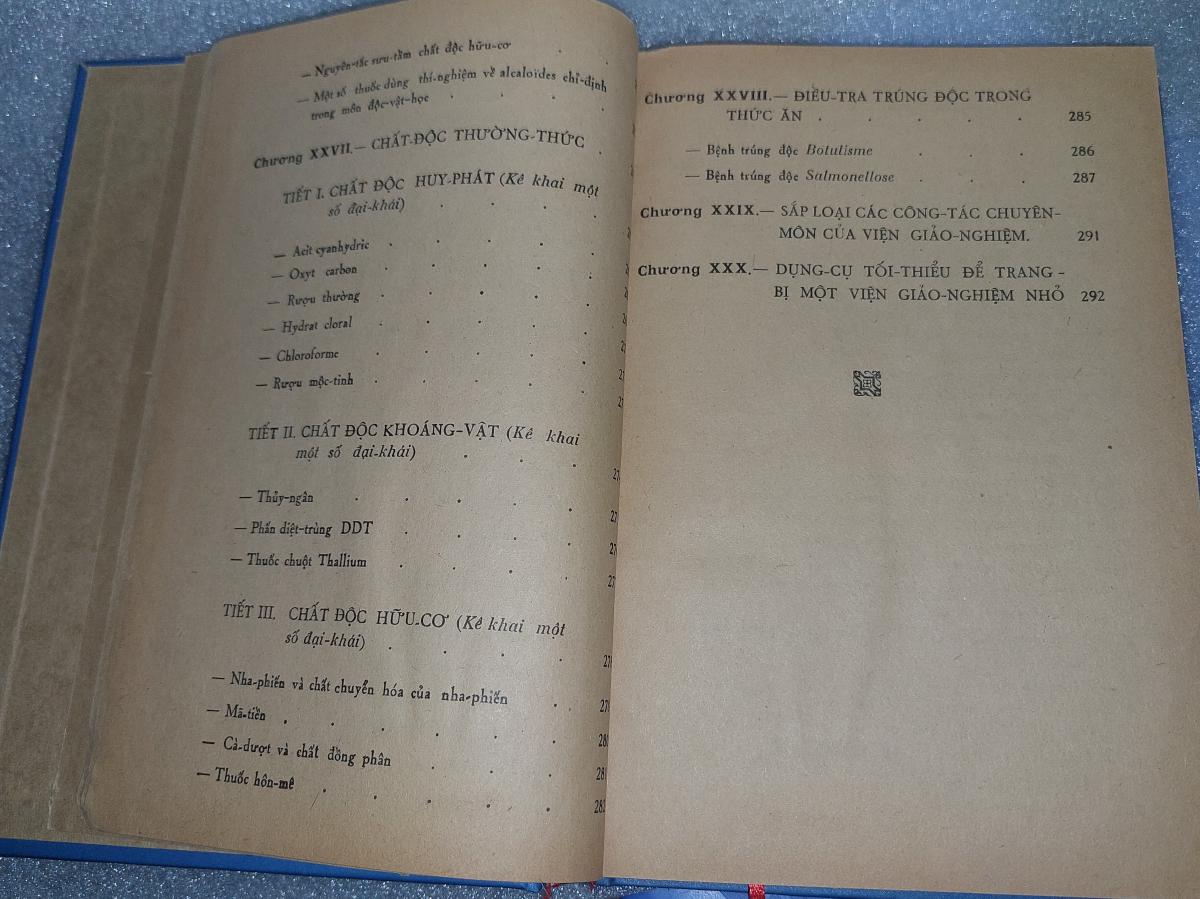 — Nguyên-tắc sưu-tầm chất độc hữu-cơ .
— Một số thuốc dùng thí-nghiệm về alcaloides chỉ-định
trong môn độc-vật-học . . . .
Chương XXVII.— CHẤT-ĐỘC THƯỜNG-THỨC .
TIẾT I. CHẤT ĐỘC HUY-PHÁT (Kê khai một
số đại-khái) . . . .
— Acit cyanhydric . . . . .
— Oxyt carbon . . . . .
— Rượu thường . . . . .
— Hydrat cloral . . . . .
— Chloroforme . . . . .
— Rượu mộc-tinh . . . . .
TIẾT II. CHẤT ĐỘC KHOÁNG-VẬT (Kê khai
một số đại-khái) . . .
— Thủy-ngân . . . . .
— Phấn diệt-trùng DDT . . . .
— Thuốc chuột Thallium . . . .
TIẾT III. CHẤT ĐỘC HỮU-CƠ (Kê khai một
số đại-khái) . . . .
— Nha-phiến và chất chuyển hóa của nha-phiến .
— Mã-tiền . . . . . .
— Cà-dượt và chất đồng phân . . . .
— Thuốc hôn-mê . . . . .
Chương XXVIII.— ĐIỀU-TRA TRÚNG ĐỘC TRONG
THỨC ĂN . . . . . 285
— Bệnh trúng độc Botulisme . . . 286
— Bệnh trúng độc Salmonellose . . . 287
Chương XXIX.— SẮP LOẠI CÁC CÔNG-TÁC CHUYÊN-
MÔN CỦA VIỆN GIẢO-NGHIỆM. 291
Chương XXX.— DỤNG-CỤ TỐI-THIỂU ĐỂ TRANG-
BỊ MỘT VIỆN GIẢO-NGHIỆM NHỎ 292